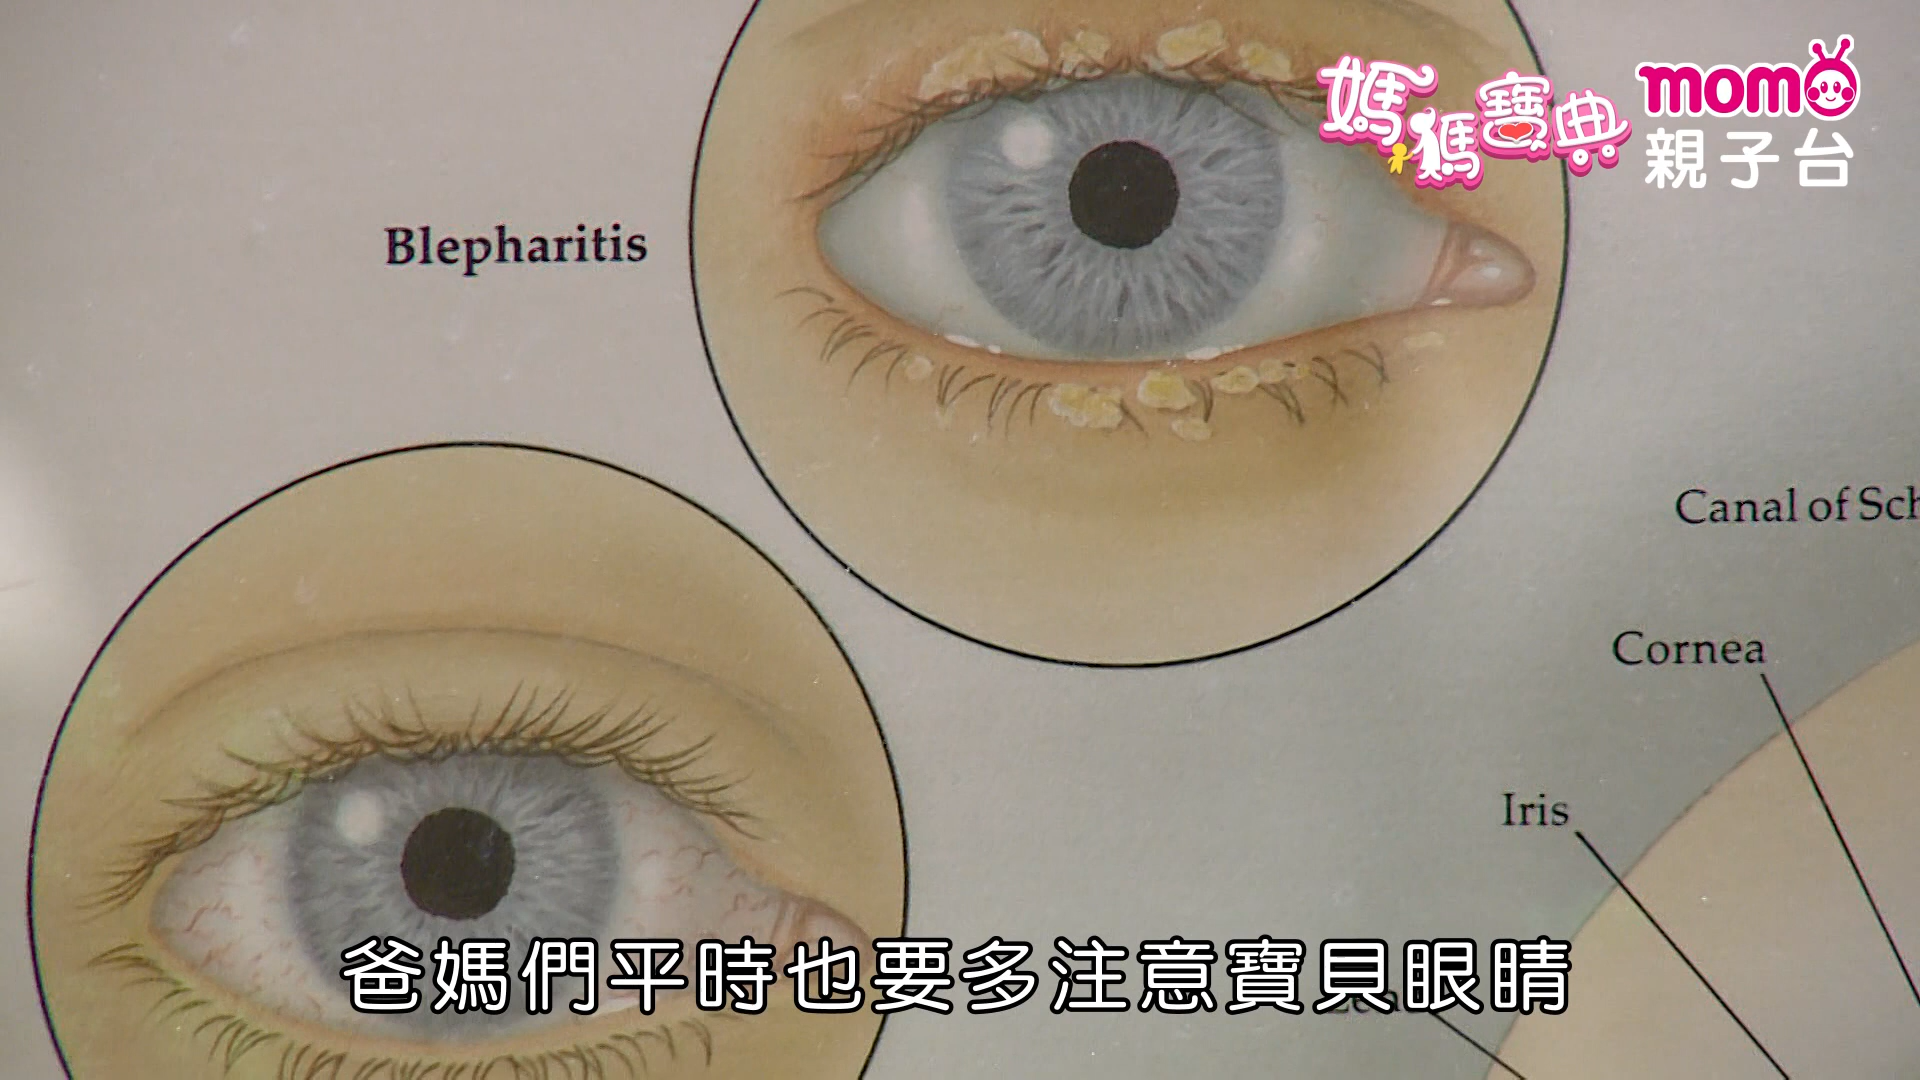 媽媽寶典
momo
親子台
Blepharitis
Canal of Sch
Cornea
Iris
爸媽們平時也要多注意寶貝眼睛